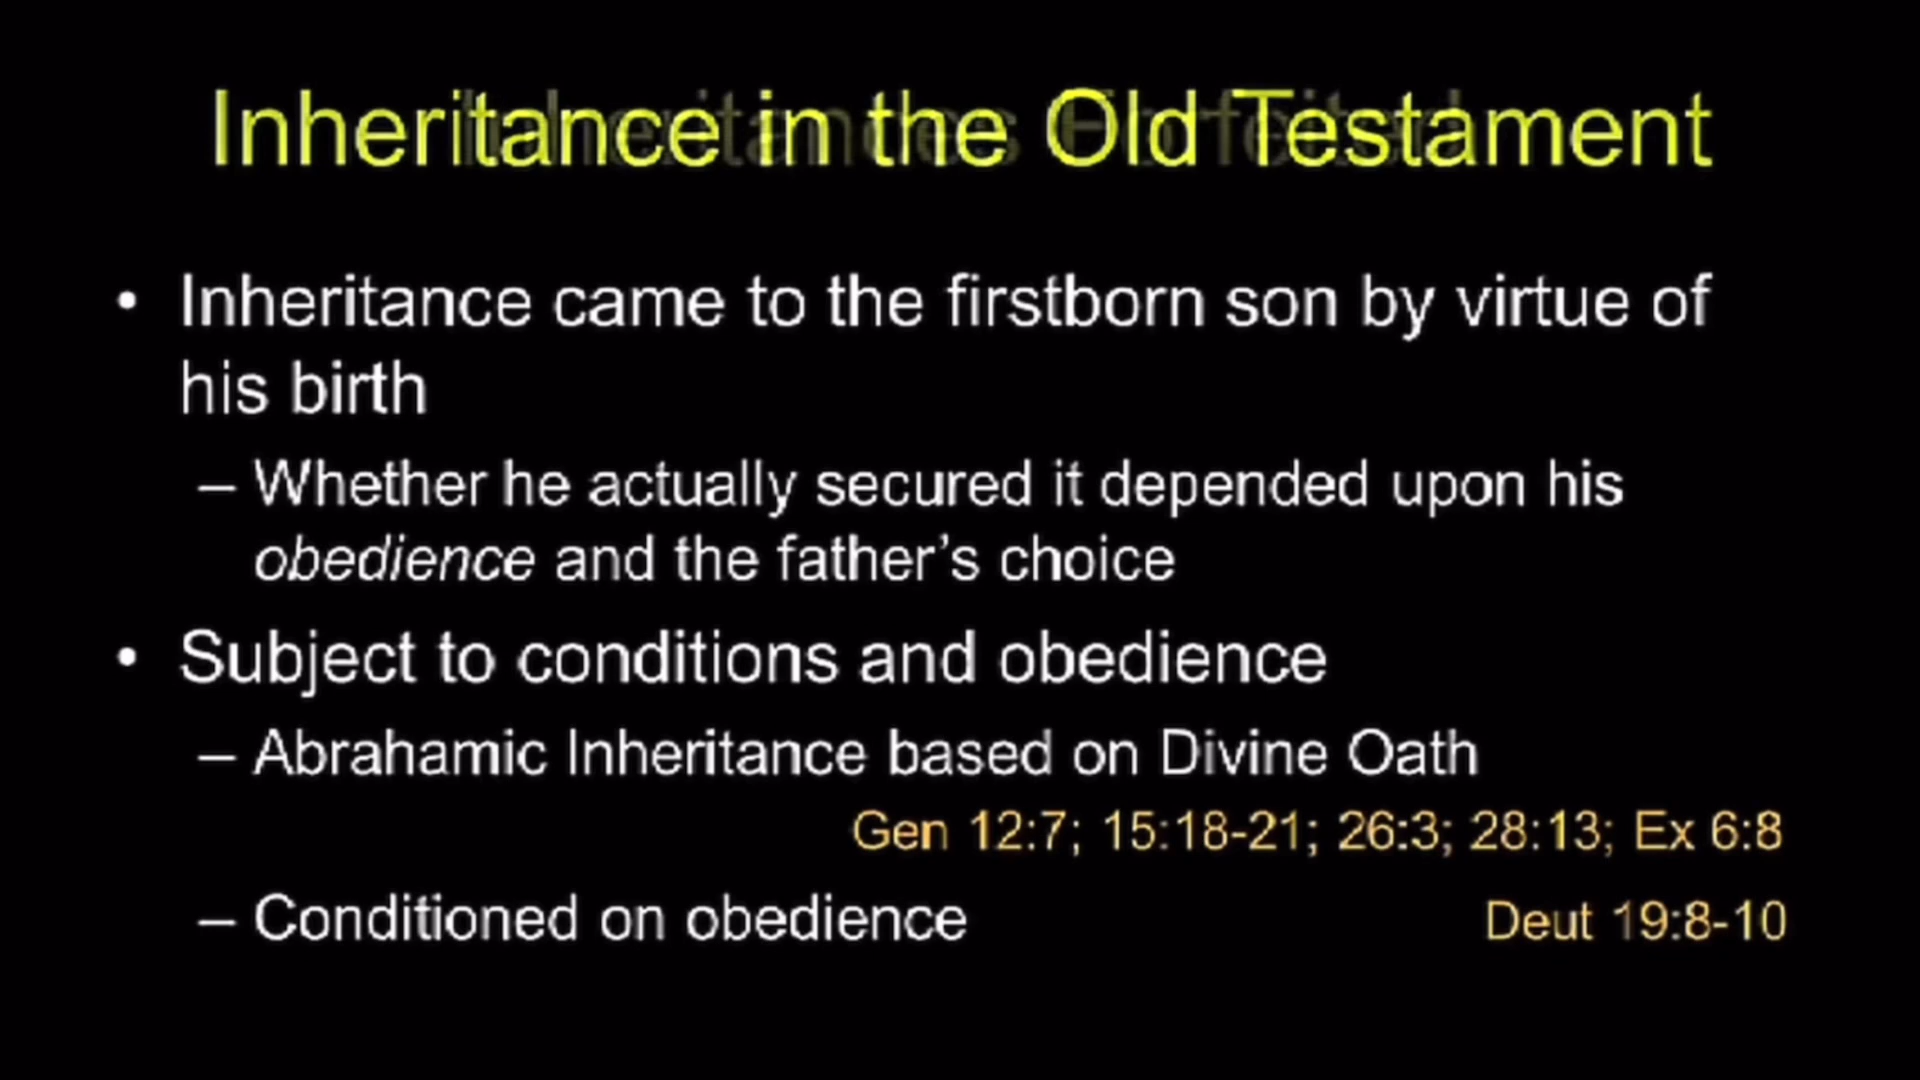 Inheritance in the Old Testament
• Inheritance came to the firstborn son by virtue of
his birth
– Whether he actually secured it depended upon his
obedience and the father’s choice
• Subject to conditions and obedience
– Abrahamic Inheritance based on Divine Oath
Gen 12:7; 15:18-21; 26:3; 28:13; Ex 6:8
– Conditioned on obedience Deut 19:8-10